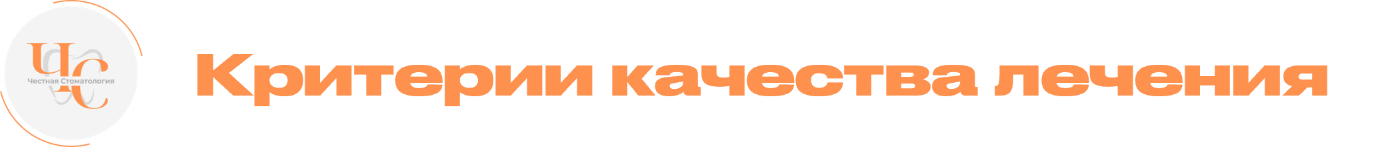 ЧС
Честная Стоматология
Критерии качества лечения